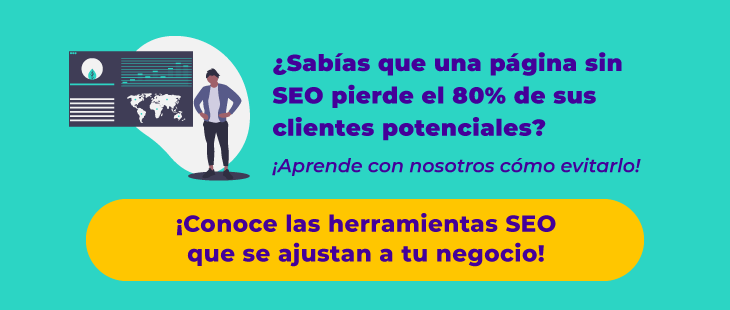 ¿Sabías que una página sin
SEO pierde el 80% de sus
clientes potenciales?
¡Aprende con nosotros cómo evitarlo!
¡Conoce las herramientas SEO
que se ajustan a tu negocio!